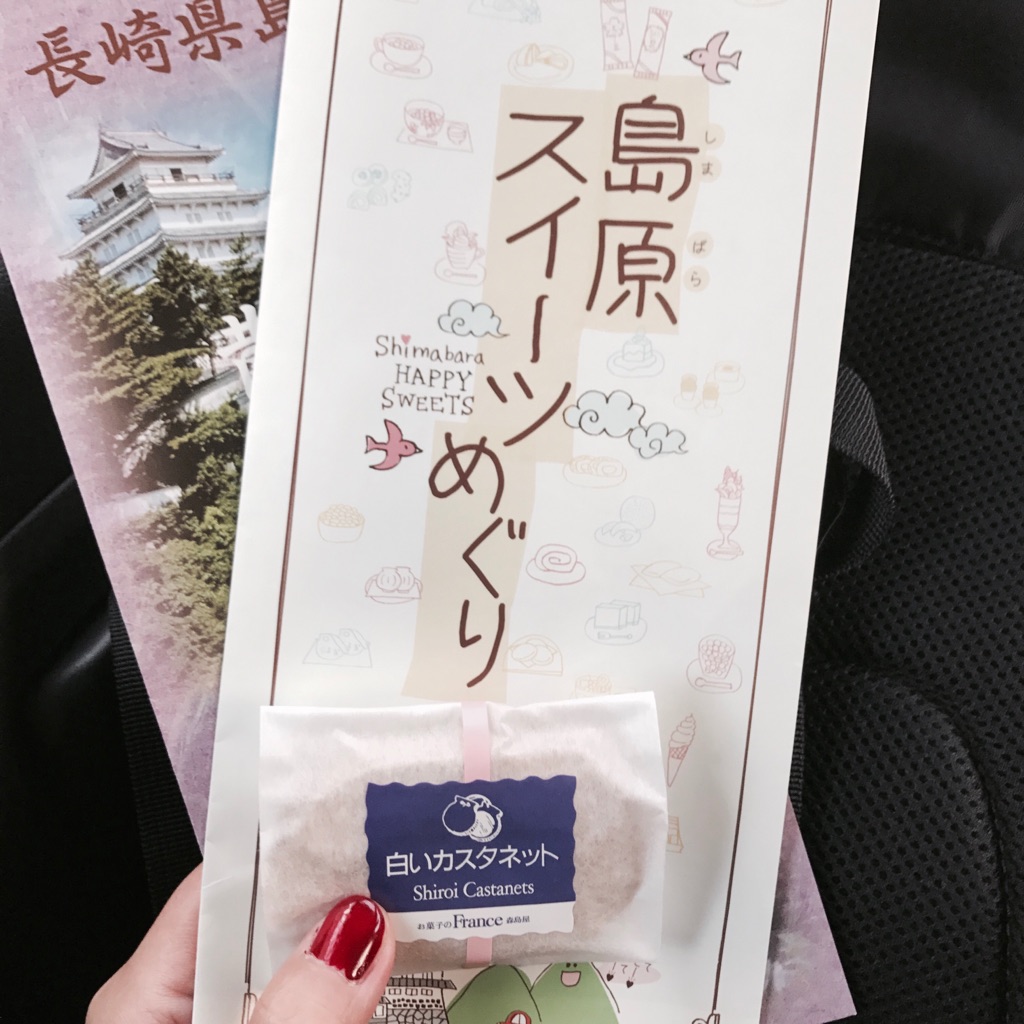 長崎県島
島原
しまばら
スイーツめぐり
Shimabara
HAPPY
SWEETS
白いカスタネット
Shiroi Castanets
お菓子のFrance 森島屋